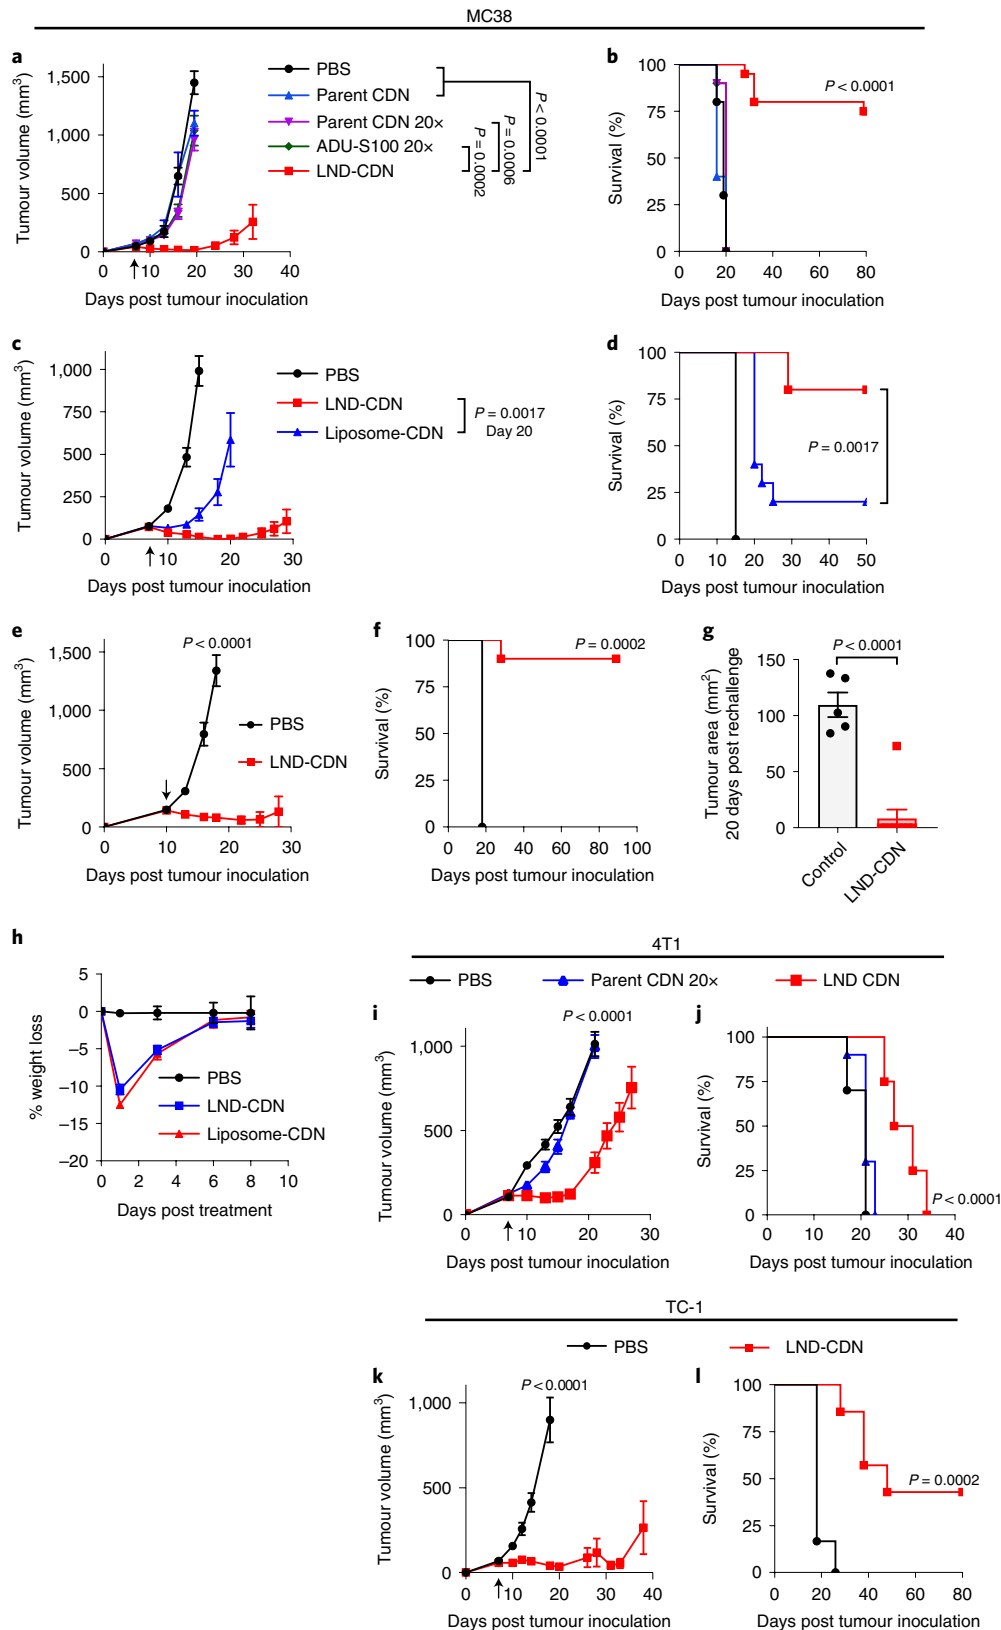 MC38
a
Tumour volume (mm³)
1,500
1,000
500
0
0 10 20 30 40
Days post tumour inoculation
PBS
Parent CDN
Parent CDN 20×
ADU-S100 20×
LND-CDN
P < 0.0001
P = 0.0006
P = 0.0002
b
Survival (%)
100
75
50
25
0
0 20 40 60 80
Days post tumour inoculation
P < 0.0001
c
Tumour volume (mm³)
1,000
750
500
250
0
0 10 20 30
Days post tumour inoculation
PBS
LND-CDN
Liposome-CDN
P = 0.0017
Day 20
d
Survival (%)
100
50
25
0
0 10 20 30 40 50
Days post tumour inoculation
P = 0.0017
e
Tumour volume (mm³)
1,500
1,000
500
0
0 10 20 30
Days post tumour inoculation
P < 0.0001
PBS
LND-CDN
f
Survival (%)
100
75
50
25
0
0 20 40 60 80 100
Days post tumour inoculation
P = 0.0002
g
Tumour area (mm²)
20 days post rechallenge
150
100
50
0
P < 0.0001
Control
LND-CDN
h
% weight loss
5
0
−5
−10
−15
−20
0 2 4 6 8 10
Days post treatment
PBS
LND-CDN
Liposome-CDN
4T1
PBS
Parent CDN 20×
LND CDN
i
Tumour volume (mm³)
1,000
500
0
0 10 20 30
Days post tumour inoculation
P < 0.0001
j
Survival (%)
100
75
50
25
0
0 10 20 30 40
Days post tumour inoculation
P < 0.0001
TC-1
PBS
LND-CDN
k
Tumour volume (mm³)
1,000
500
0
0 10 20 30 40
Days post tumour inoculation
P < 0.0001
l
Survival (%)
100
75
50
25
0
0 20 40 60 80
Days post tumour inoculation
P = 0.0002